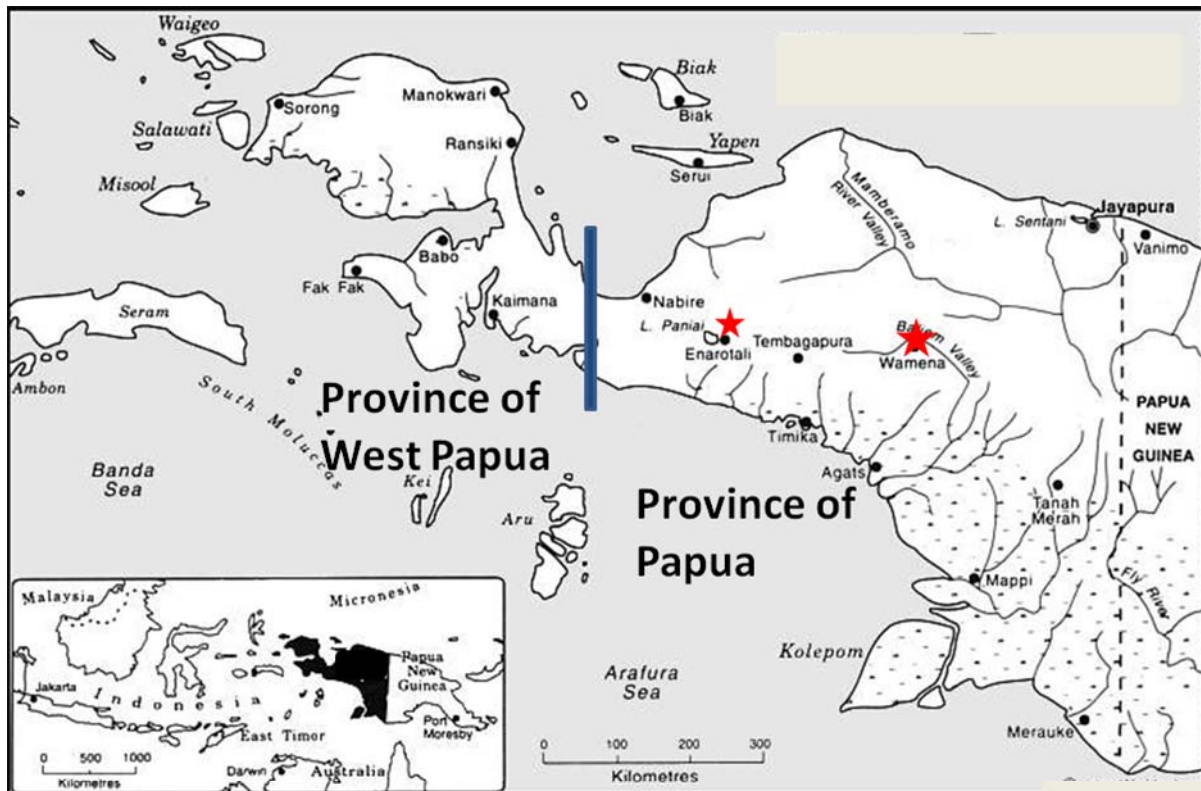 Waigeo
Biak
Manokwari
Sorong
Biak
Salawati
Ransiki
Yapen
Serui
Misool
Mamberamo
River Valley
Jayapura
L. Sentani
Vanimo
Babo
Fak Fak
Kaimana
Nabire
Seram
L. Paniai
Enarotali
Tembagapura
Valley
Wamena
Ambon
South Moluccas
Province of
West Papua
PAPUA
NEW
GUINEA
Timika
Banda
Sea
Kei
Agats
Aru
Province of
Papua
Tanah
Merah
Mappi
Fly River
Kolepom
Arafura
Sea
Merauke
Malaysia
Micronesia
Papua
New
Guinea
Jakarta
Indonesia
Port
Moresby
East Timor
0 500 1000
Kilometres
Darwin
Australia
0 100 200 300
Kilometres